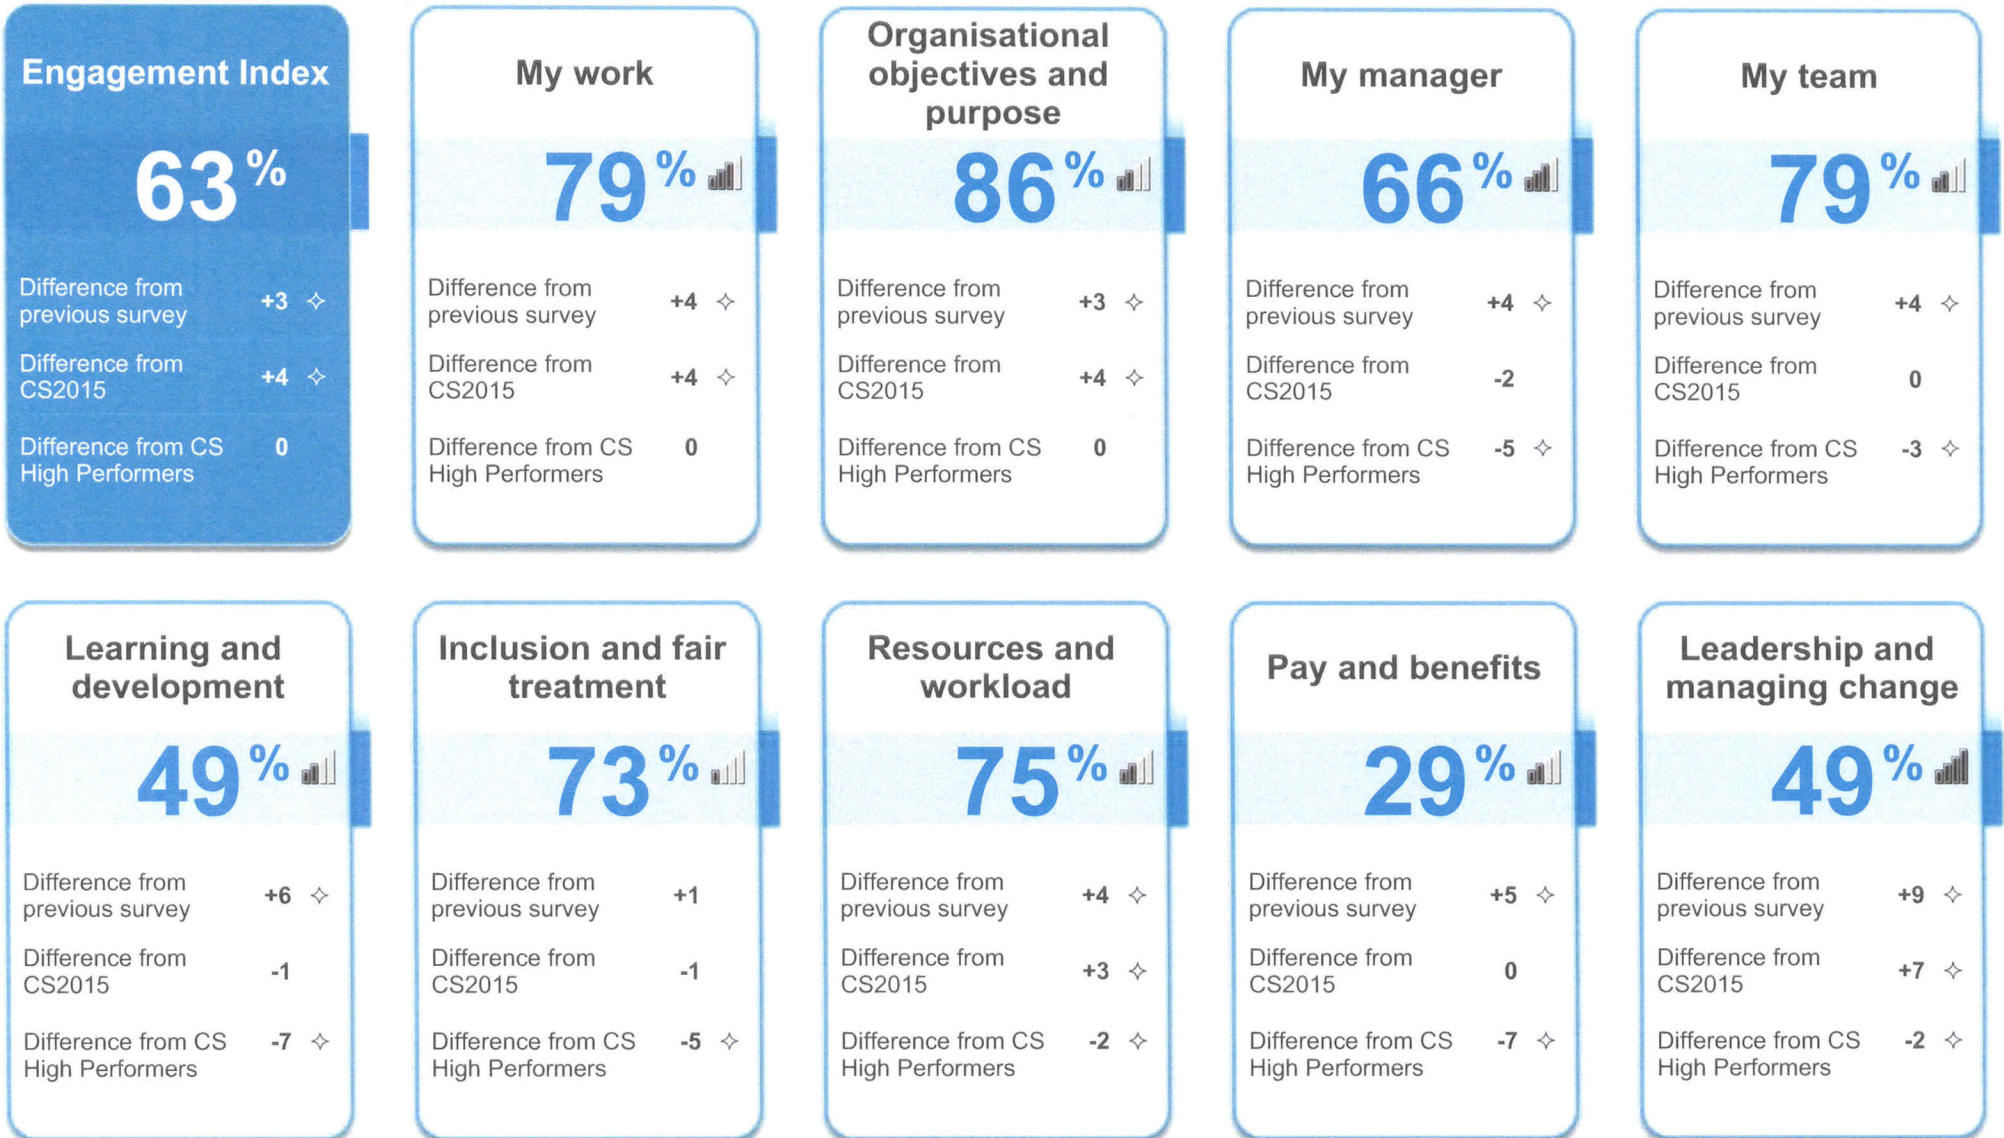 Engagement Index
63%
Difference from
previous survey
+3
Difference from
CS2015
+4
Difference from CS
High Performers
0
My work
79%
Difference from
previous survey
+4
Difference from
CS2015
+4
Difference from CS
High Performers
0
Organisational
objectives and
purpose
86%
Difference from
previous survey
+3
Difference from
CS2015
+4
Difference from CS
High Performers
0
My manager
66%
Difference from
previous survey
+4
Difference from
CS2015
-2
Difference from CS
High Performers
-5
My team
79%
Difference from
previous survey
+4
Difference from
CS2015
0
Difference from CS
High Performers
-3
Learning and
development
49%
Difference from
previous survey
+6
Difference from
CS2015
-1
Difference from CS
High Performers
-7
Inclusion and fair
treatment
73%
Difference from
previous survey
+1
Difference from
CS2015
-1
Difference from CS
High Performers
-5
Resources and
workload
75%
Difference from
previous survey
+4
Difference from
CS2015
+3
Difference from CS
High Performers
-2
Pay and benefits
29%
Difference from
previous survey
+5
Difference from
CS2015
0
Difference from CS
High Performers
-7
Leadership and
managing change
49%
Difference from
previous survey
+9
Difference from
CS2015
+7
Difference from CS
High Performers
-2